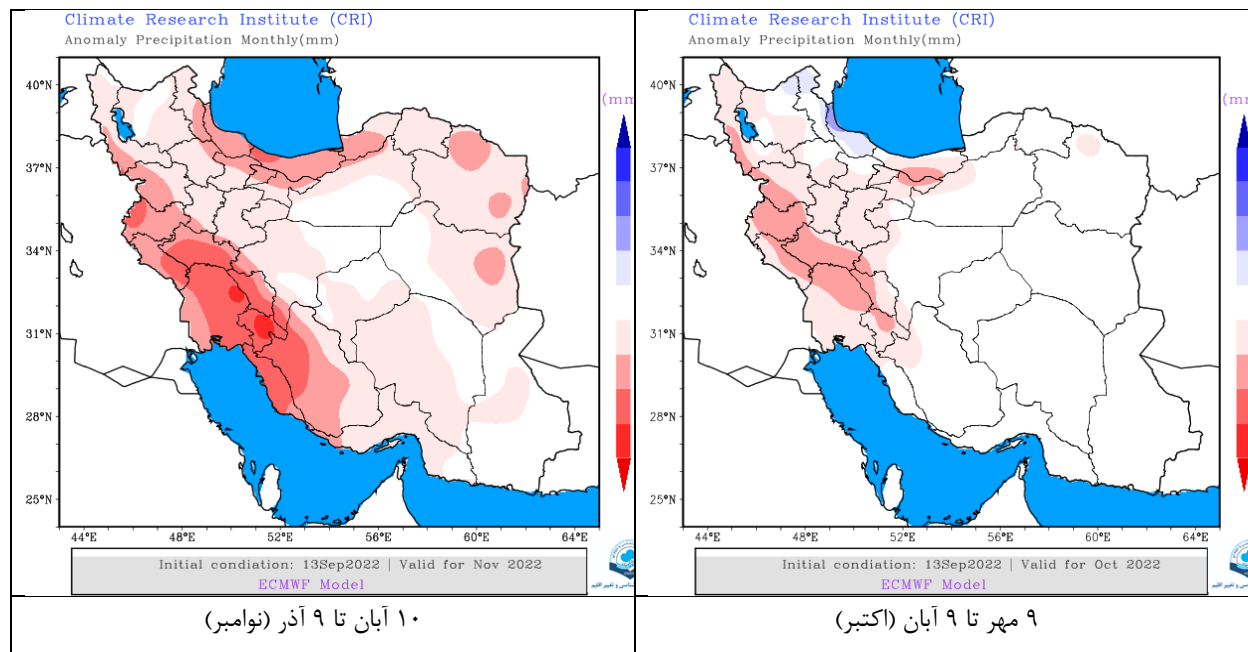 Climate Research Institute (CRI)
Anomaly Precipitation Monthly(mm)
(mm
40°N
37°N
34°N
31°N
28°N
25°N
44°E 48°E 52°E 56°E 60°E 64°E
Initial condiation: 13Sep2022 | Valid for Nov 2022
ECMWF Model
۱۰ آبان تا ۹ آذر (نوامبر)
Climate Research Institute (CRI)
Anomaly Precipitation Monthly(mm)
(mm
40°N
37°N
34°N
31°N
28°N
25°N
44°E 48°E 52°E 56°E 60°E 64°E
Initial condiation: 13Sep2022 | Valid for Oct 2022
ECMWF Model
۹ مهر تا ۹ آبان (اکتبر)